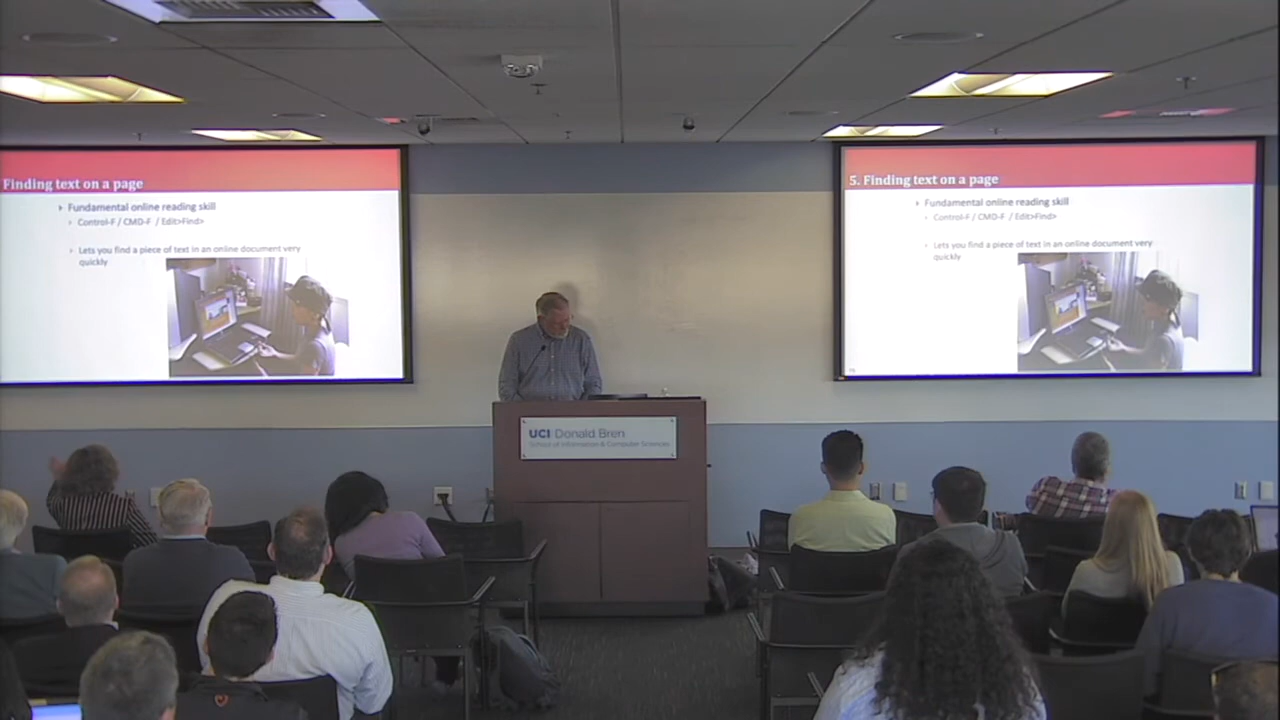 Finding text on a page
Fundamental online reading skill
Control-F / CMD-F / Edit>Find>
Lets you find a piece of text in an online document very
quickly
5. Finding text on a page
Fundamental online reading skill
Control-F / CMD-F / Edit>Find>
Lets you find a piece of text in an online document very
quickly
UCI Donald Bren
School of Information & Computer Sciences